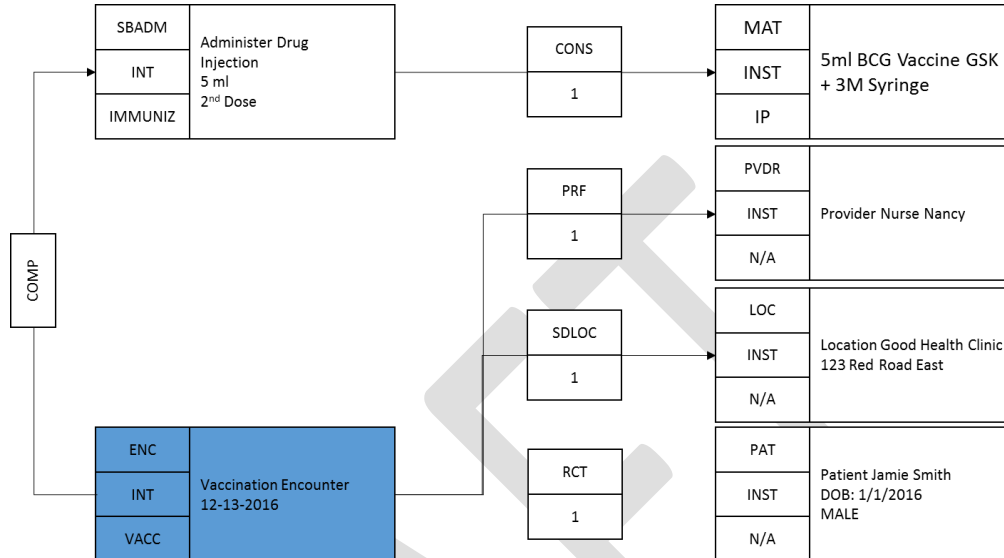 SBADM
INT
IMMUNIZ
Administer Drug
Injection
5 ml
2nd Dose
CONS
1
MAT
INST
IP
5ml BCG Vaccine GSK
+ 3M Syringe
PRF
1
PVDR
INST
N/A
Provider Nurse Nancy
COMP
SDLOC
1
LOC
INST
N/A
Location Good Health Clinic
123 Red Road East
ENC
INT
VACC
Vaccination Encounter
12-13-2016
RCT
1
PAT
INST
N/A
Patient Jamie Smith
DOB: 1/1/2016
MALE